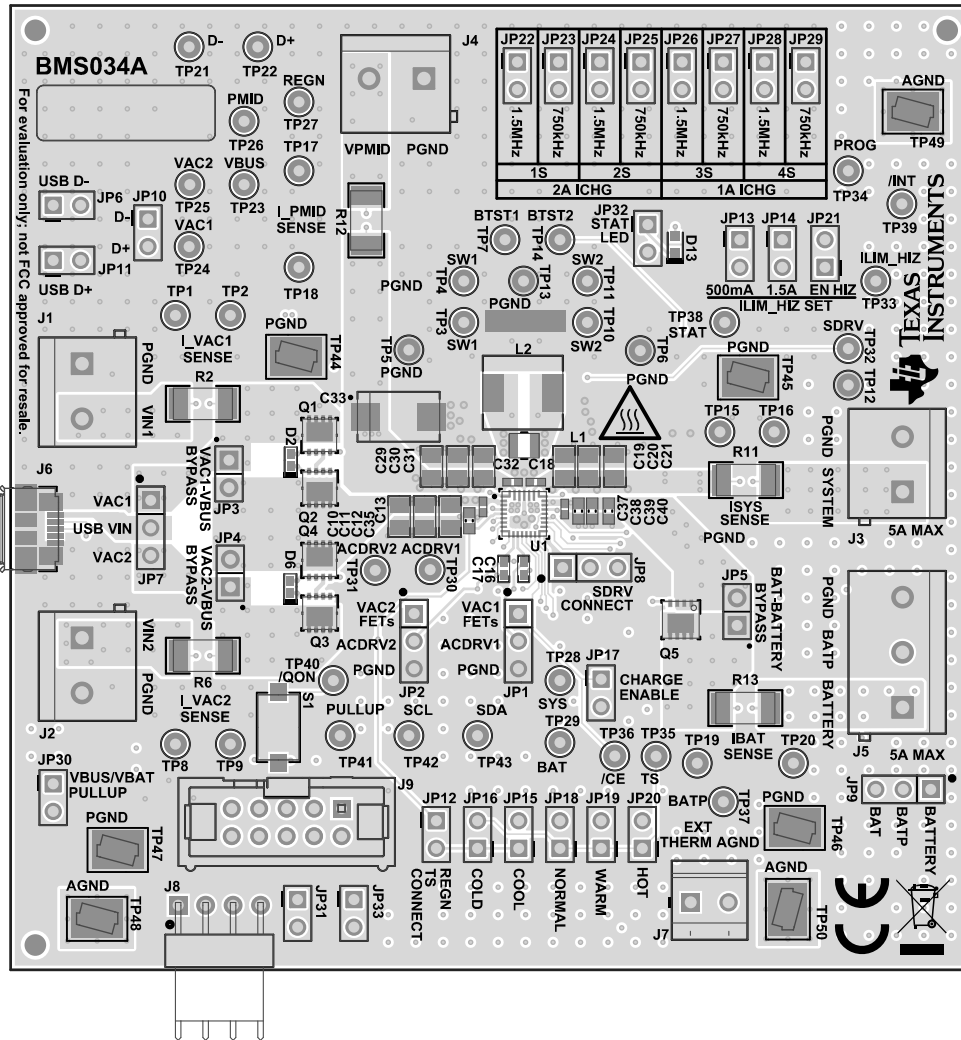 BMS034A
For evaluation only; not FCC approved for resale.
D-
TP21
D+
TP22
REGN
TP27
PMID
TP26
TP17
VAC2
TP25
VBUS
TP23
VAC1
TP24
I_PMID
SENSE
TP18
J4
VPMID PGND
R12
JP22 JP23 JP24 JP25 JP26 JP27 JP28 JP29
1.5MHz 750kHz 1.5MHz 750kHz 1.5MHz 750kHz 1.5MHz 750kHz
1S 2S 3S 4S
2A ICHG 1A ICHG
AGND
TP49
PROG
TP34
/INT
TP39
TEXAS
INSTRUMENTS
USB D-
JP6
JP10
D-
D+
JP11
USB D+
BTST1
TP7
BTST2
TP14
JP32
STAT
LED
D13
JP13 JP14 JP21
500mA 1.5A EN HIZ
ILIM_HIZ SET
ILIM_HIZ
TP33
PGND
SW1
TP4
TP13
PGND
SW2
TP11
TP3
SW1
TP10
SW2
TP38
STAT
SDRV
TP32
TP12
TP1
TP2
I_VAC1
SENSE
PGND
TP44
TP5
PGND
L2
TP6
PGND
PGND
TP45
J1
PGND
VIN1
R2
C33
Q1
D2
Q2
Q4
C29
C30
C31
C32
C18
L1
C19
C20
C21
TP15
TP16
R11
ISYS
SENSE
PGND
PGND SYSTEM
J3
5A MAX
J6
VAC1
USB VIN
VAC2
JP7
VAC1-VBUS
BYPASS
JP3
JP4
VAC2-VBUS
BYPASS
C10
C11
C12
C35
C13
U1
C37
C38
C39
C40
D6
Q3
ACDRV2
TP31
ACDRV1
TP30
C17
C16
JP8
SDRV
CONNECT
JP5
BAT-BATTERY
BYPASS
Q5
PGND BATP BATTERY
J5
5A MAX
VIN2
PGND
J2
R6
I_VAC2
SENSE
TP8
TP9
TP40
/QON
S1
VAC2
FETs
ACDRV2
PGND
JP2
VAC1
FETs
ACDRV1
PGND
JP1
TP28
SYS
TP29
BAT
JP17
CHARGE
ENABLE
R13
IBAT
SENSE
PULLUP
TP41
SCL
TP42
SDA
TP43
TP36
/CE
TP35
TS
TP19
TP20
JP30
VBUS/VBAT
PULLUP
PGND
TP47
J9
JP12 JP16 JP15 JP18 JP19 JP20
REGN
TS
CONNECT
COLD
COOL
NORMAL
WARM
HOT
BATP
TP37
EXT
THERM AGND
J7
PGND
TP46
JP9
BAT
BATP
BATTERY
AGND
TP48
J8
JP31
JP33
AGND
TP50
CE